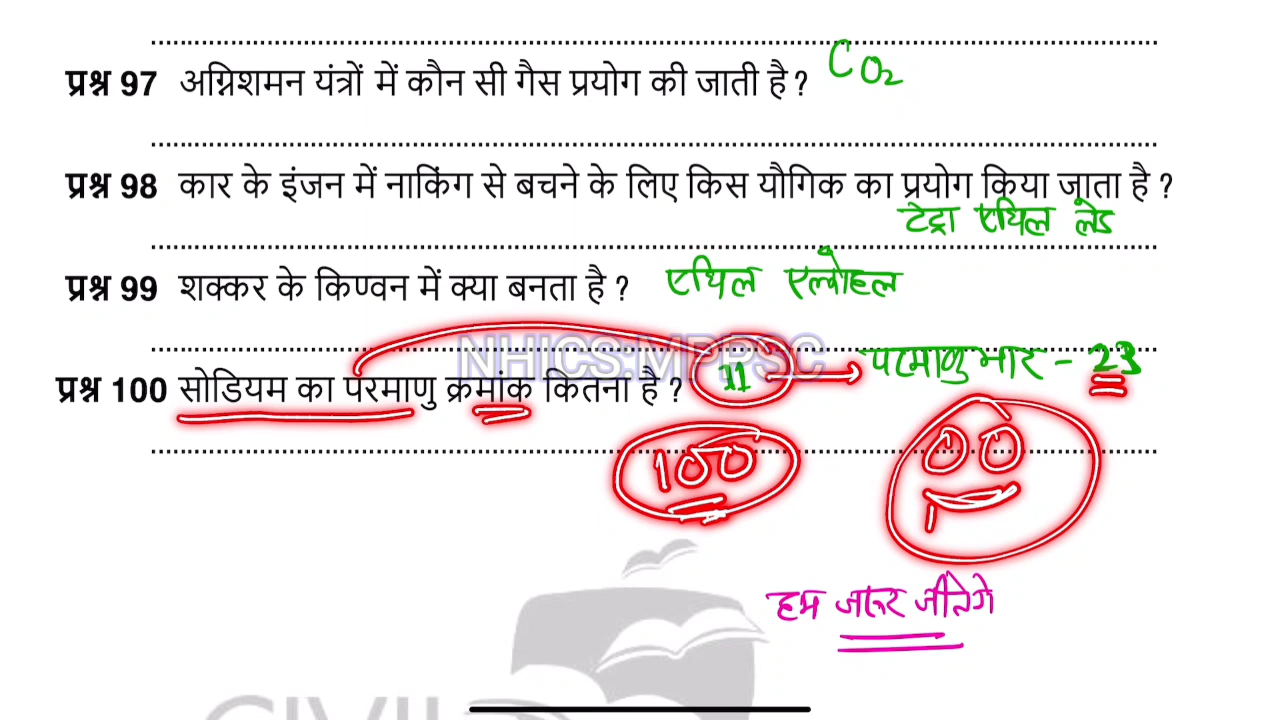 प्रश्न 97 अग्निशमन यंत्रों में कौन सी गैस प्रयोग की जाती है ? CO2
प्रश्न 98 कार के इंजन में नाकिंग से बचने के लिए किस यौगिक का प्रयोग किया जाता है ?
टेट्रा एथिल लेड
प्रश्न 99 शक्कर के किण्वन में क्या बनता है ? एथिल एल्कोहल
NHICS:MPPSC
प्रश्न 100 सोडियम का परमाणु क्रमांक कितना है ? 11 परमाणु भार - 23
100
हम जरूर जीतेगे
CIVIL